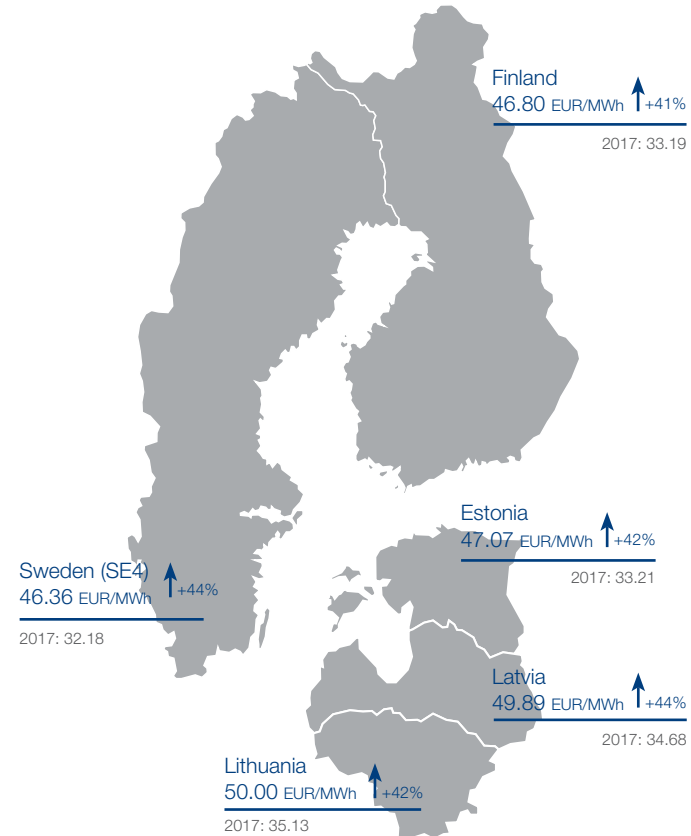 Finland
46.80 EUR/MWh +41%
2017: 33.19
Estonia
47.07 EUR/MWh +42%
2017: 33.21
Sweden (SE4)
46.36 EUR/MWh +44%
2017: 32.18
Latvia
49.89 EUR/MWh +44%
2017: 34.68
Lithuania
50.00 EUR/MWh +42%
2017: 35.13